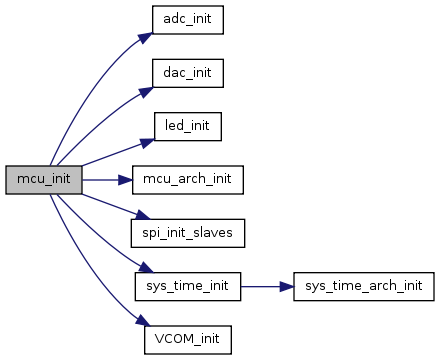 adc_init
dac_init
led_init
mcu_init
mcu_arch_init
spi_init_slaves
sys_time_init
sys_time_arch_init
VCOM_init